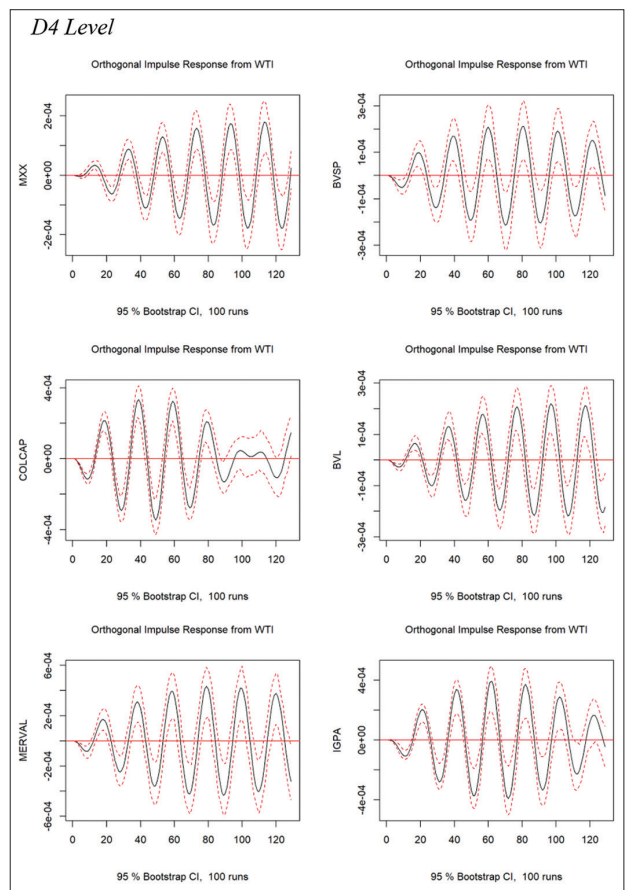 D4 Level
Orthogonal Impulse Response from WTI
MXX
2e-04
0e+00
-2e-04
0 20 40 60 80 100 120
95 % Bootstrap CI, 100 runs
Orthogonal Impulse Response from WTI
BVSP
3e-04
1e-04
-1e-04
-3e-04
0 20 40 60 80 100 120
95 % Bootstrap CI, 100 runs
Orthogonal Impulse Response from WTI
COLCAP
4e-04
0e+00
-4e-04
0 20 40 60 80 100 120
95 % Bootstrap CI, 100 runs
Orthogonal Impulse Response from WTI
BVL
3e-04
1e-04
-1e-04
-3e-04
0 20 40 60 80 100 120
95 % Bootstrap CI, 100 runs
Orthogonal Impulse Response from WTI
MERVAL
6e-04
2e-04
-2e-04
-6e-04
0 20 40 60 80 100 120
95 % Bootstrap CI, 100 runs
Orthogonal Impulse Response from WTI
IGPA
4e-04
0e+00
-4e-04
0 20 40 60 80 100 120
95 % Bootstrap CI, 100 runs